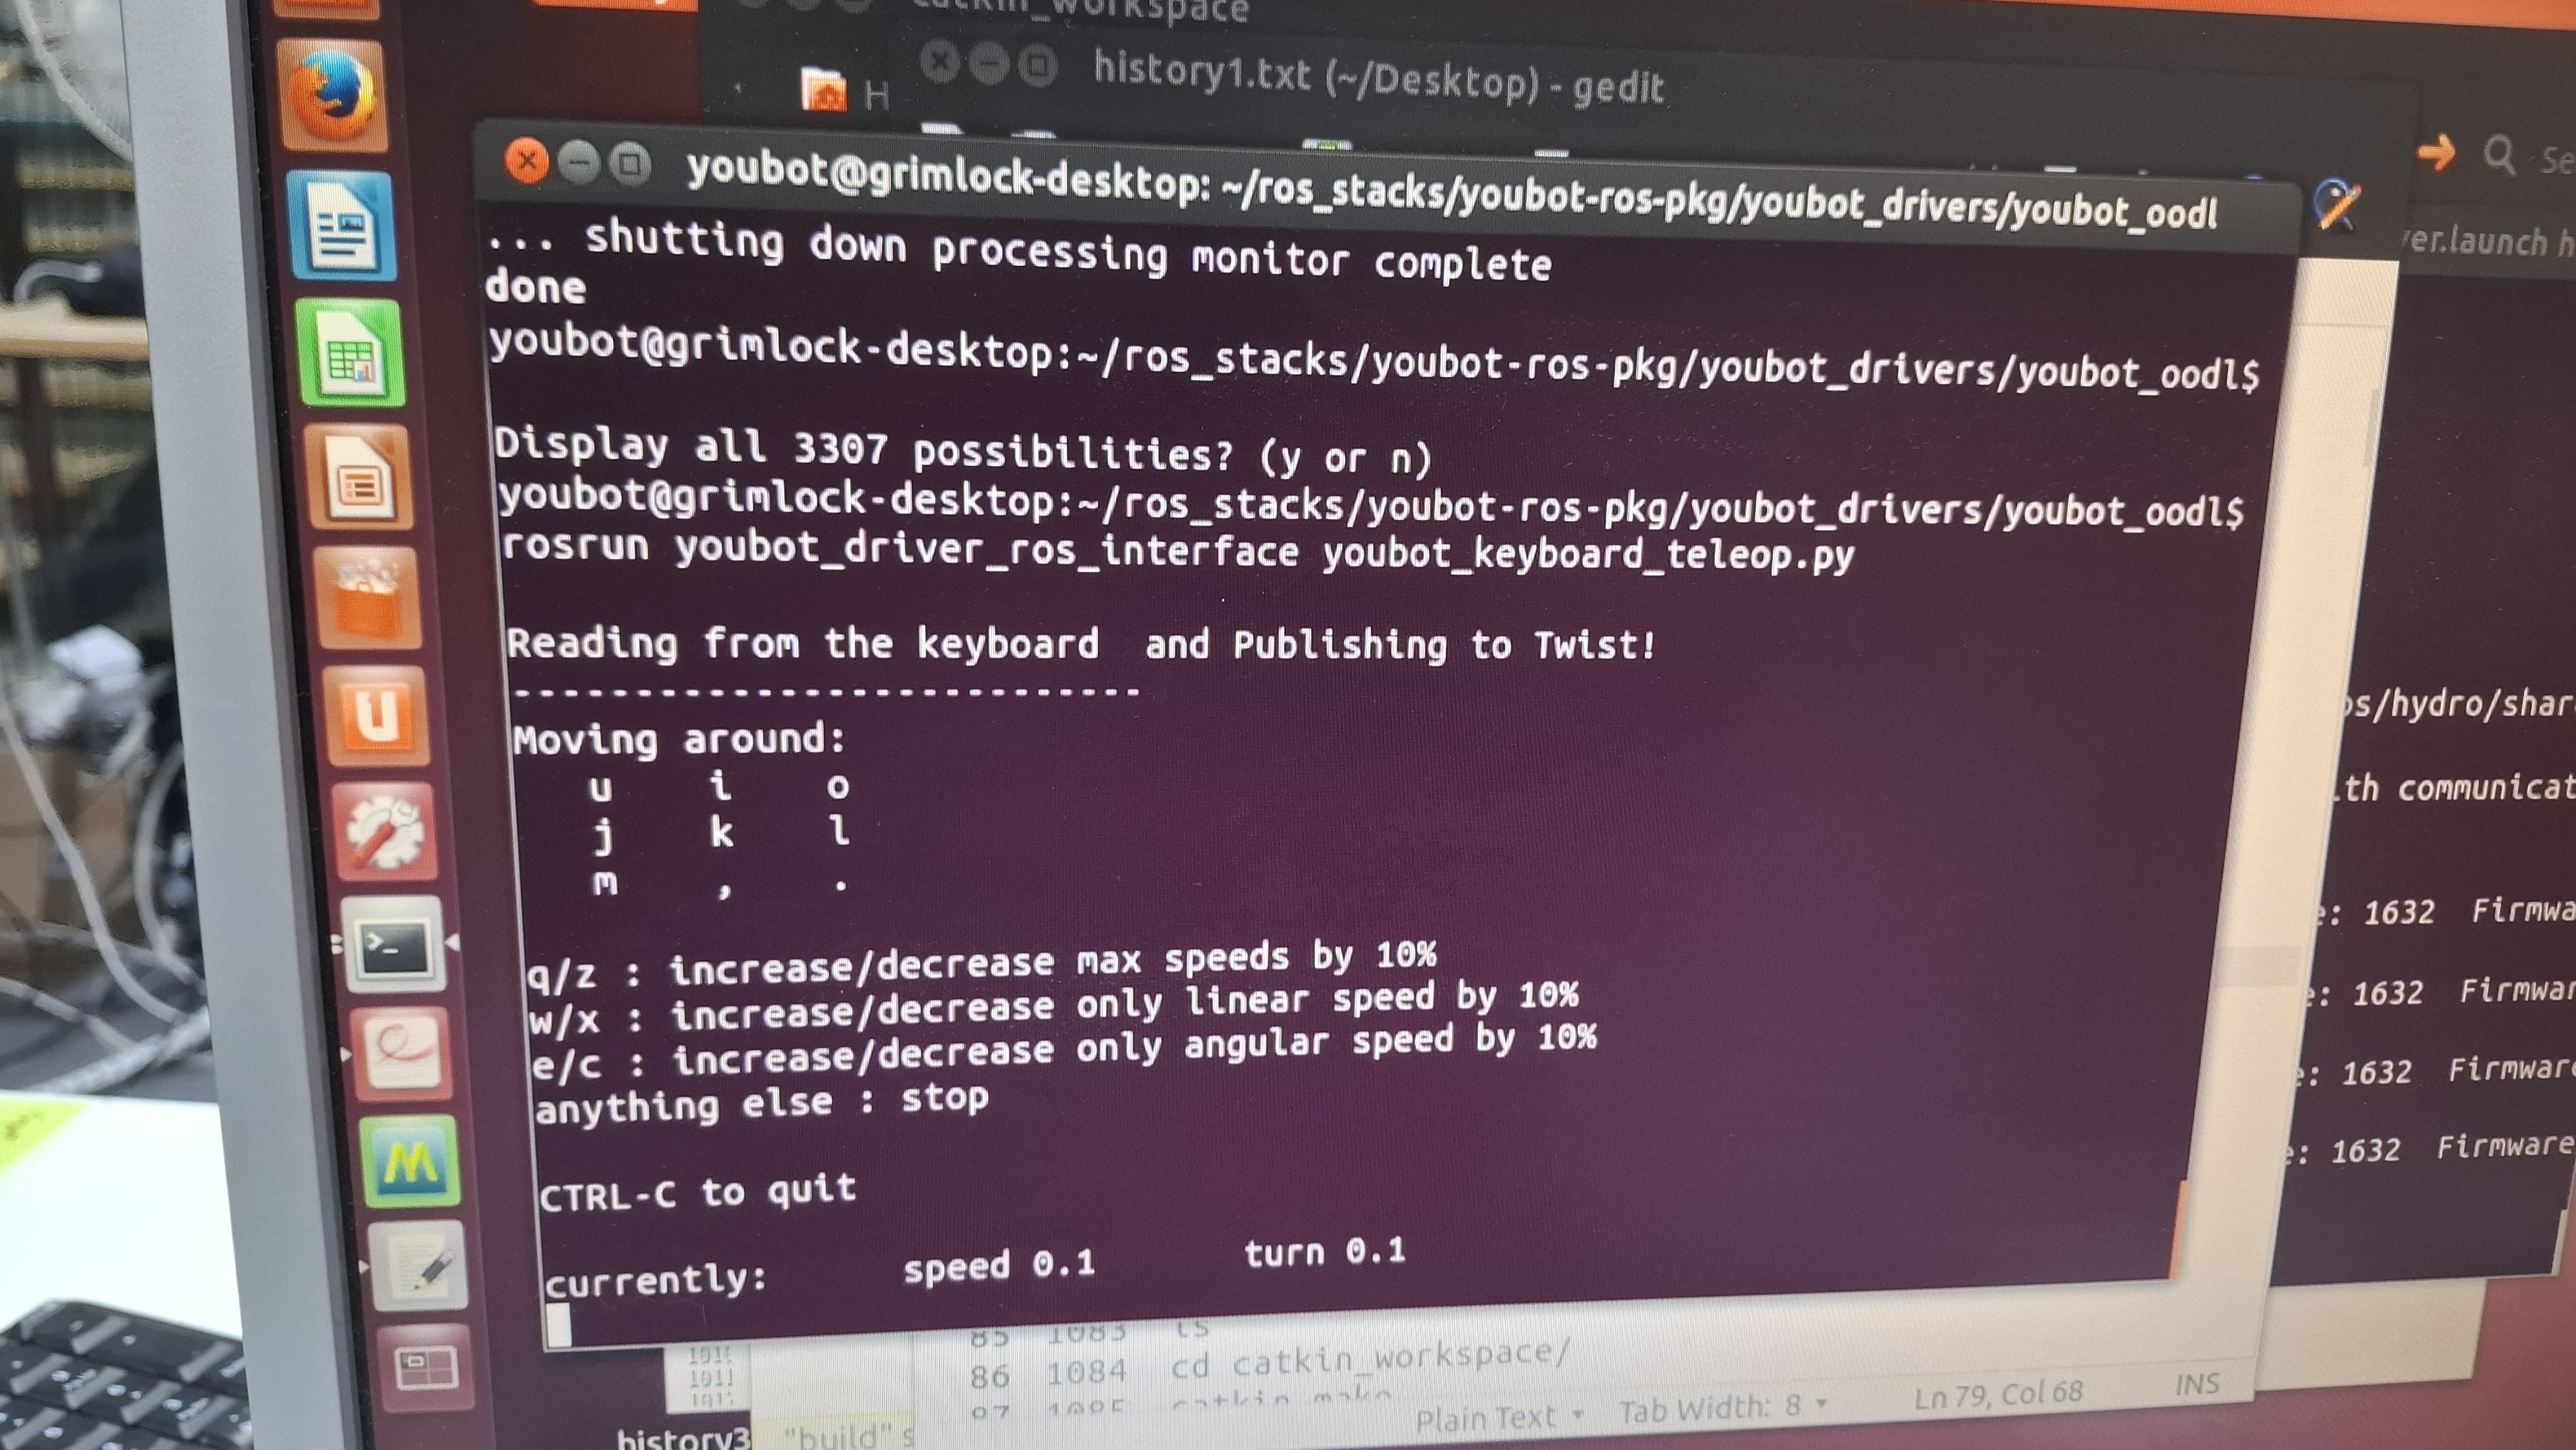 catkin_workspace
history1.txt (~/Desktop) - gedit
H
youbot@grimlock-desktop: ~/ros_stacks/youbot-ros-pkg/youbot_drivers/youbot_oodl
... shutting down processing monitor complete
done
youbot@grimlock-desktop:~/ros_stacks/youbot-ros-pkg/youbot_drivers/youbot_oodl$
Display all 3307 possibilities? (y or n)
youbot@grimlock-desktop:~/ros_stacks/youbot-ros-pkg/youbot_drivers/youbot_oodl$
rosrun youbot_driver_ros_interface youbot_keyboard_teleop.py
Reading from the keyboard  and Publishing to Twist!
---------------------------
Moving around:
u i o
j k l
m , .
q/z : increase/decrease max speeds by 10%
w/x : increase/decrease only linear speed by 10%
e/c : increase/decrease only angular speed by 10%
anything else : stop
CTRL-C to quit
currently: speed 0.1 turn 0.1
Se
er.launch h
os/hydro/shar
th communicat
e: 1632 Firmwa
e: 1632 Firmwar
e: 1632 Firmware
e: 1632 Firmware
85 1083 ls
86 1084 cd catkin_workspace/
87 1085 catkin_make
Plain Text Tab Width: 8 Ln 79, Col 68 INS
history3
"build" s